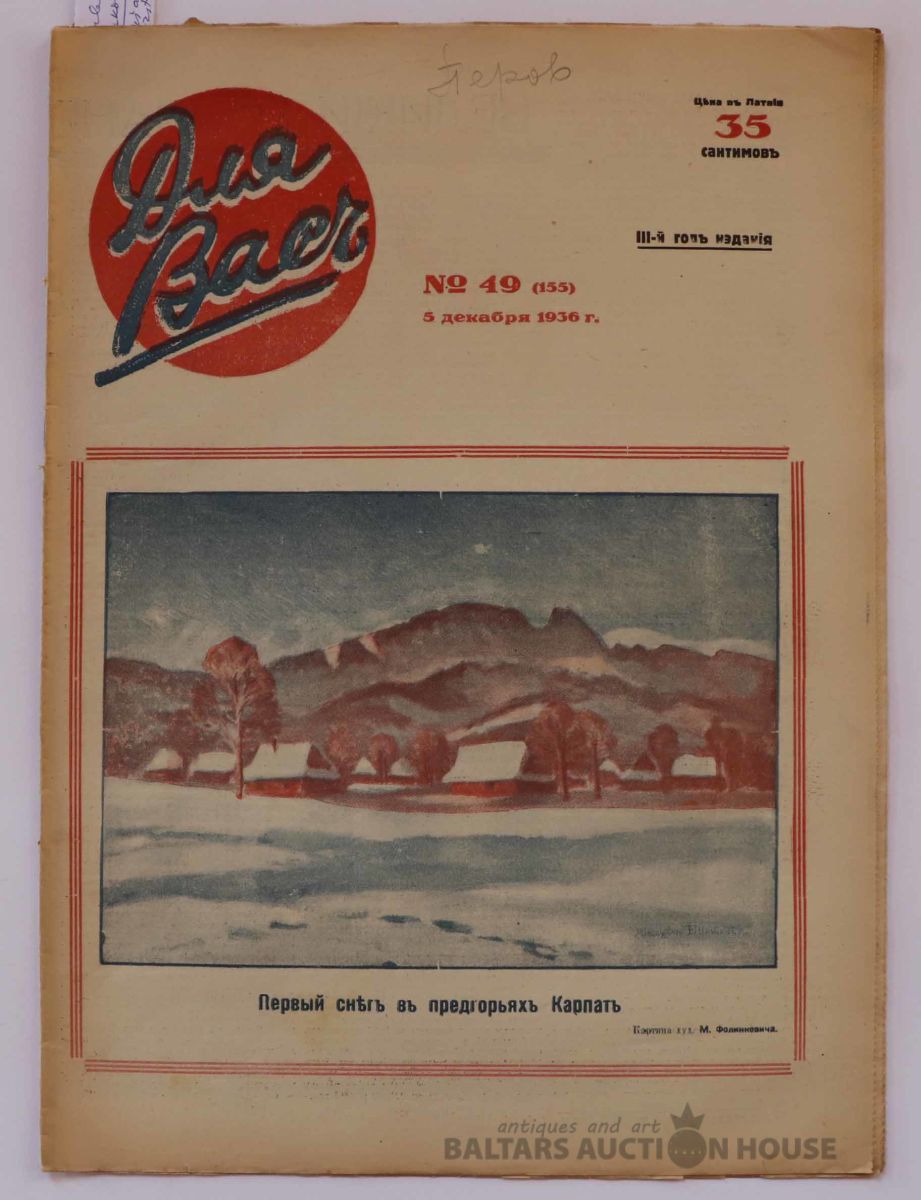 Перов
Для
Васъ
Цѣна въ Латвіи
35
сантимовъ
III-й годъ изданія
№ 49 (155)
5 декабря 1936 г.
Первый снѣгъ въ предгорьяхъ Карпатъ
Картина худ. М. Фолинкевича.
antiques and art
BALTARS AUCTION HOUSE